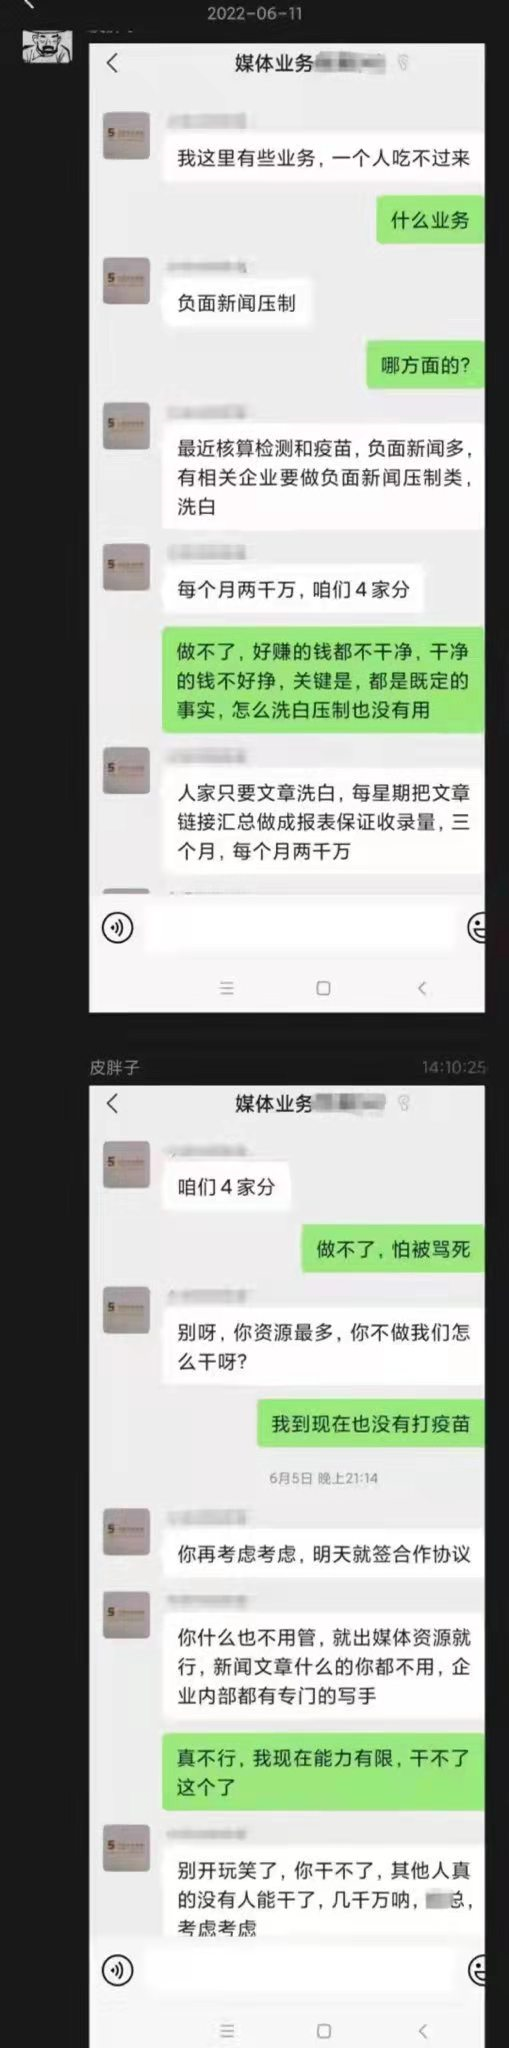 2022-06-11
媒体业务
我这里有些业务，一个人吃不过来
什么业务
负面新闻压制
哪方面的？
最近核算检测和疫苗，负面新闻多，
有相关企业要做负面新闻压制类，
洗白
每个月两千万，咱们4家分
做不了，好赚的钱都不干净，干净
的钱不好挣，关键是，都是既定的
事实，怎么洗白压制也没有用
人家只要文章洗白，每星期把文章
链接汇总做成报表保证收录量，三
个月，每个月两千万
皮胖子
14:10:25
媒体业务
咱们4家分
做不了，怕被骂死
别呀，你资源最多，你不做我们怎
么干呀？
我到现在也没有打疫苗
6月5日 晚上21:14
你再考虑考虑，明天就签合作协议
你什么也不用管，就出媒体资源就
行，新闻文章什么的你都不用，企
业内部都有专门的写手
真不行，我现在能力有限，干不了
这个了
别开玩笑了，你干不了，其他人真
的没有人能干了，几千万呐，总，
考虑考虑